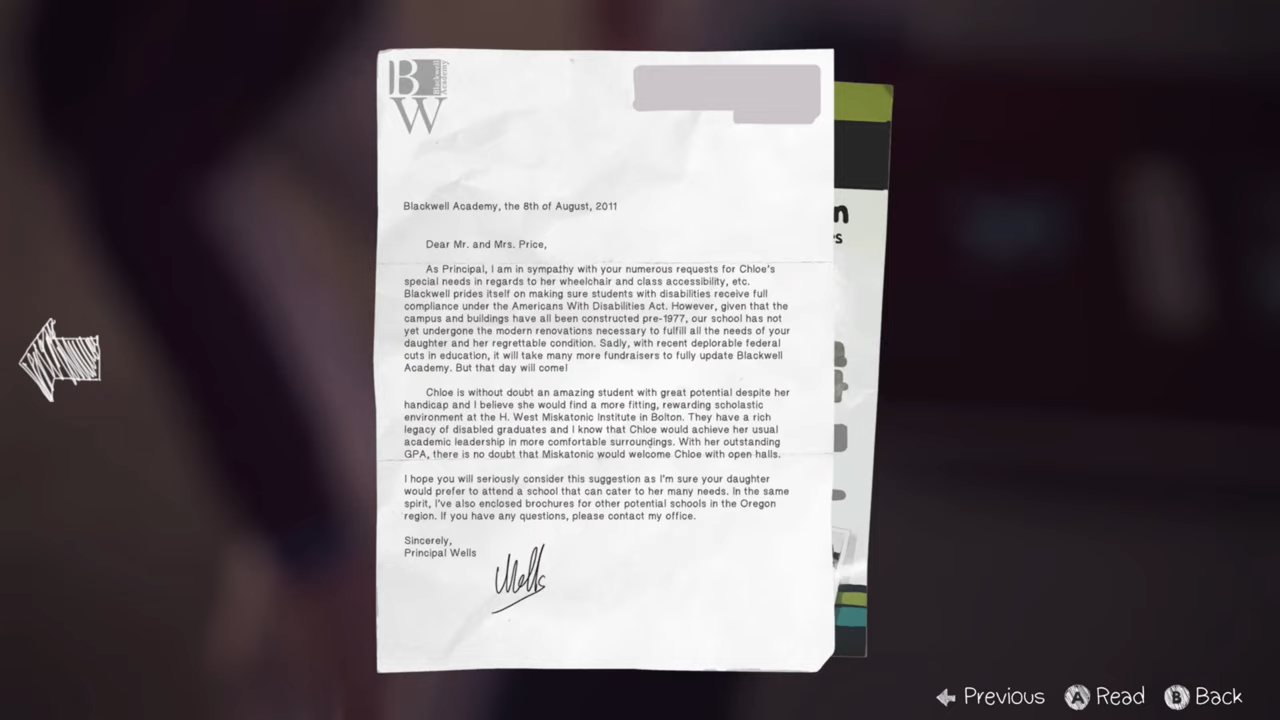 B
Blackwell
Academy
W
Blackwell Academy, the 8th of August, 2011
Dear Mr. and Mrs. Price,
As Principal, I am in sympathy with your numerous requests for Chloe's
special needs in regards to her wheelchair and class accessibility, etc.
Blackwell prides itself on making sure students with disabilities receive full
compliance under the Americans With Disabilities Act. However, given that the
campus and buildings have all been constructed pre-1977, our school has not
yet undergone the modern renovations necessary to fulfill all the needs of your
daughter and her regrettable condition. Sadly, with recent deplorable federal
cuts in education, it will take many more fundraisers to fully update Blackwell
Academy. But that day will come!
Chloe is without doubt an amazing student with great potential despite her
handicap and I believe she would find a more fitting, rewarding scholastic
environment at the H. West Miskatonic Institute in Bolton. They have a rich
legacy of disabled graduates and I know that Chloe would achieve her usual
academic leadership in more comfortable surroundings. With her outstanding
GPA, there is no doubt that Miskatonic would welcome Chloe with open halls.
I hope you will seriously consider this suggestion as I'm sure your daughter
would prefer to attend a school that can cater to her many needs. In the same
spirit, I've also enclosed brochures for other potential schools in the Oregon
region. If you have any questions, please contact my office.
Sincerely,
Principal Wells
Wells
n
s
Previous A Read B Back